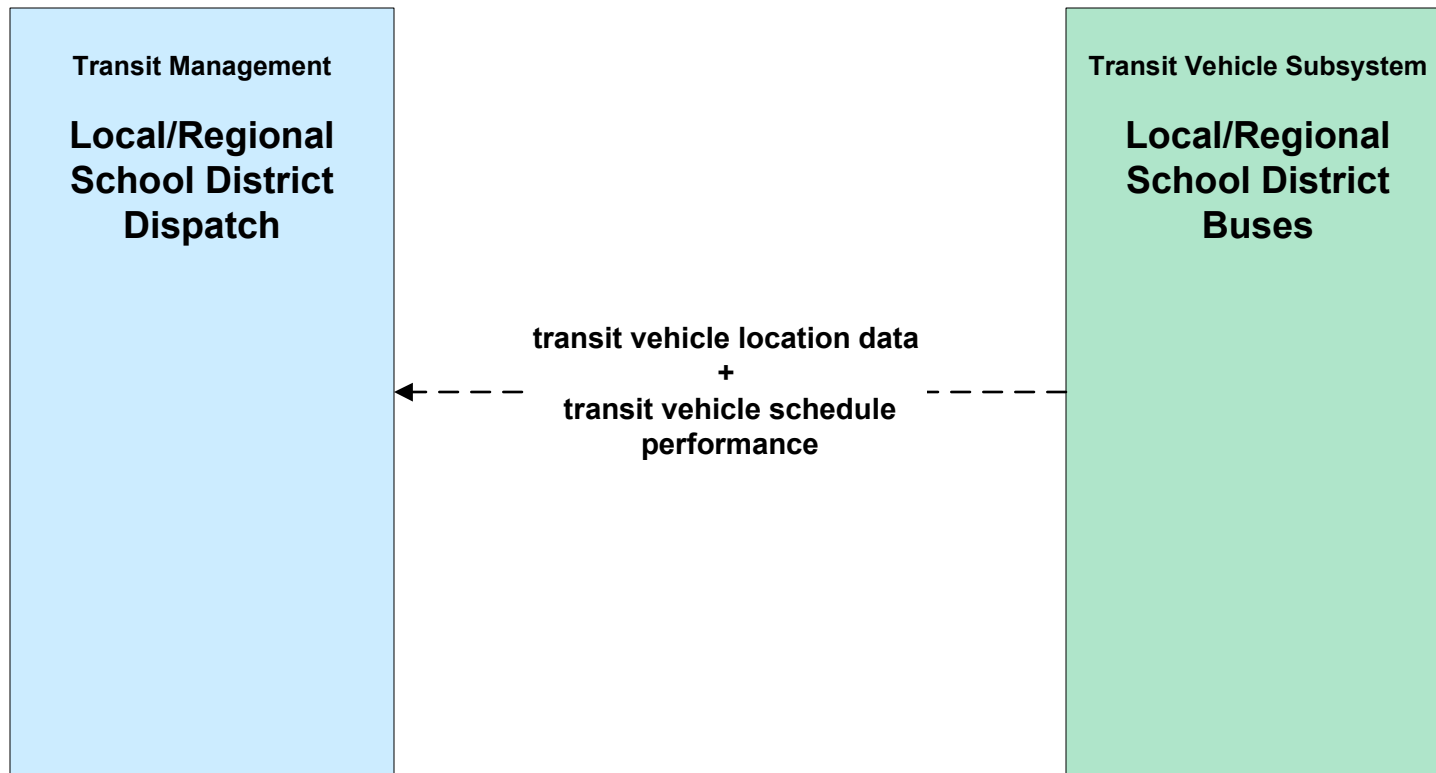 Transit Management
Local/Regional
School District
Dispatch
transit vehicle location data
+
transit vehicle schedule
performance
Transit Vehicle Subsystem
Local/Regional
School District
Buses